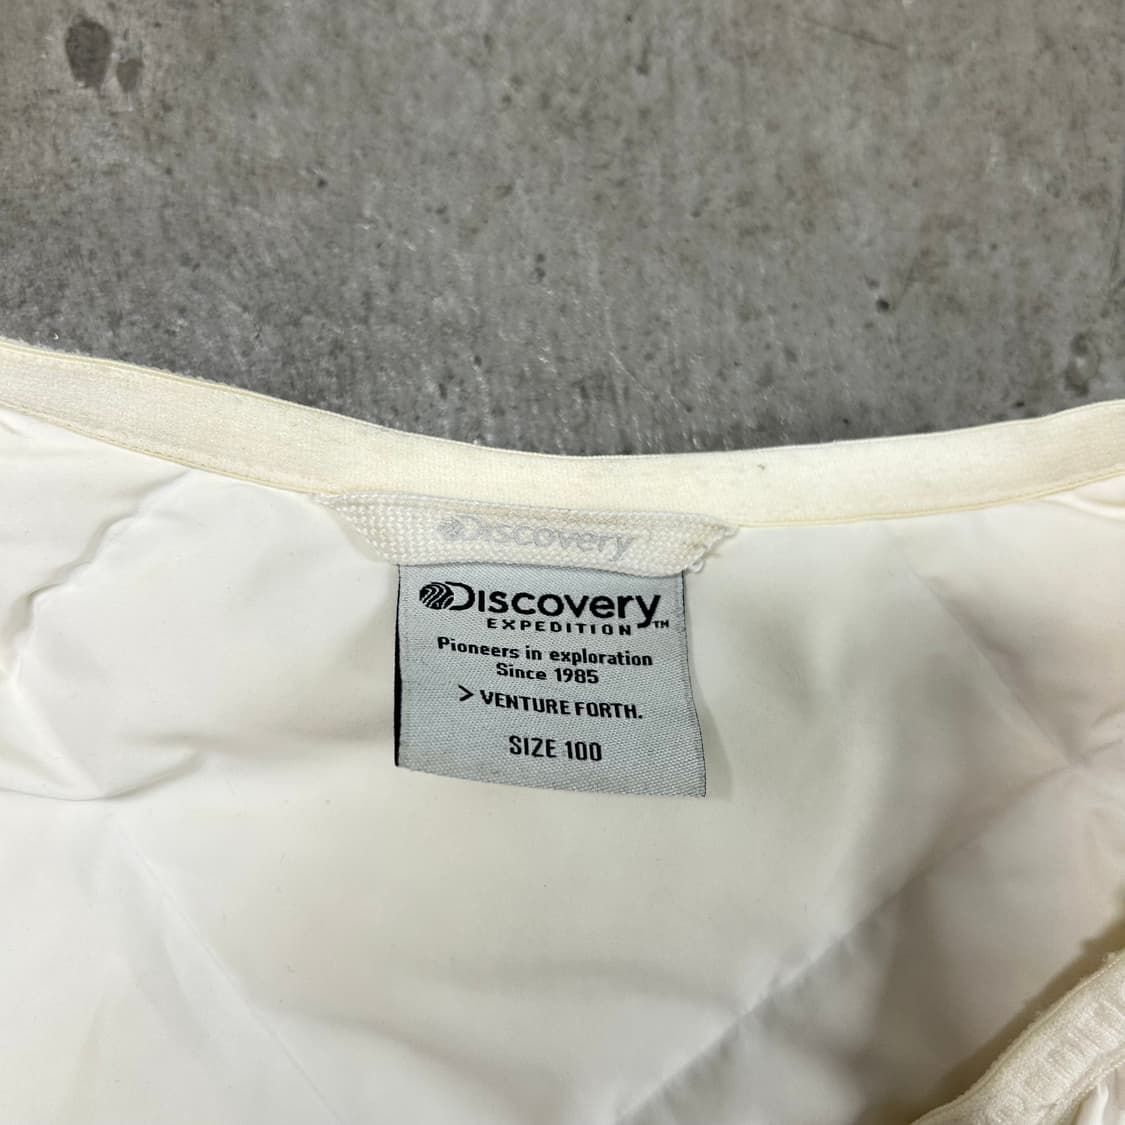 Discovery
Discovery
EXPEDITION™
Pioneers in exploration
Since 1985
> VENTURE FORTH.
SIZE 100